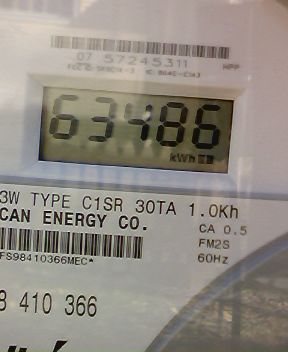 07 57245311
HPP
63486
kWh
3W TYPE C1SR 30TA 1.0Kh
CAN ENERGY CO.
CA 0.5
FM2S
FS98410366MEC*
60Hz
8 410 366